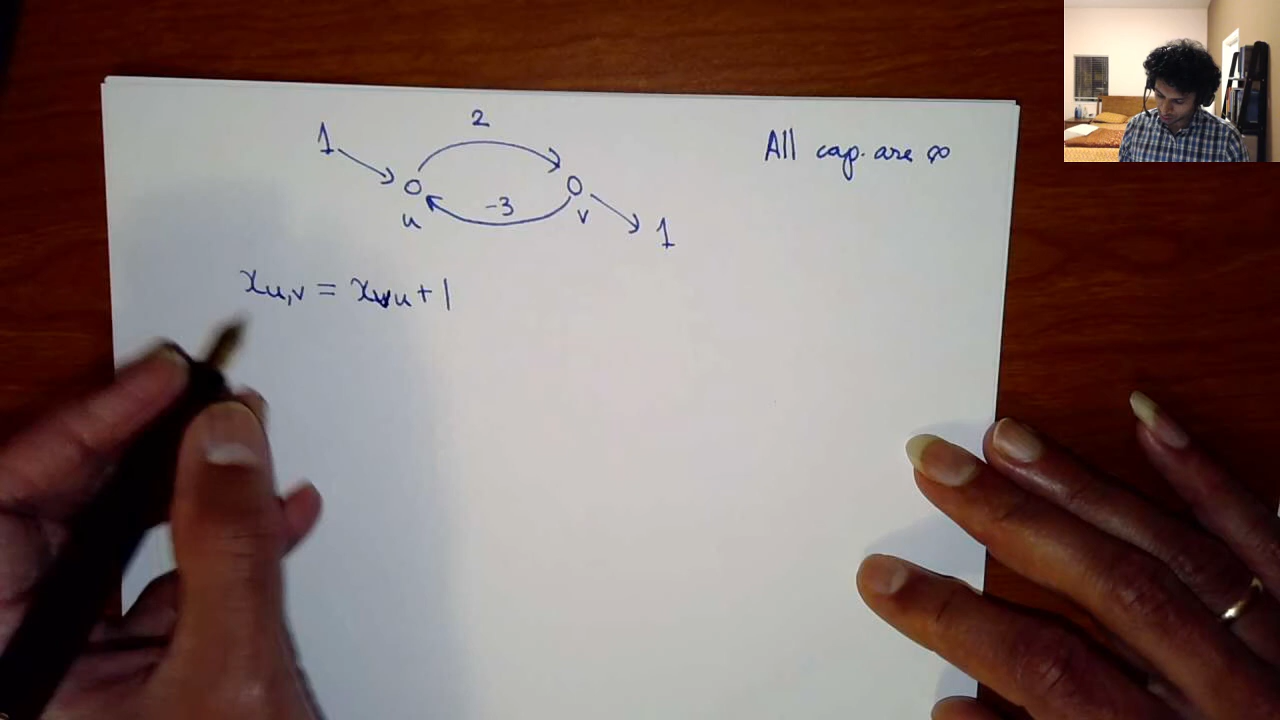 2
1
All cap. are ∞
-3
u
v
1
xu,v = xvu + 1